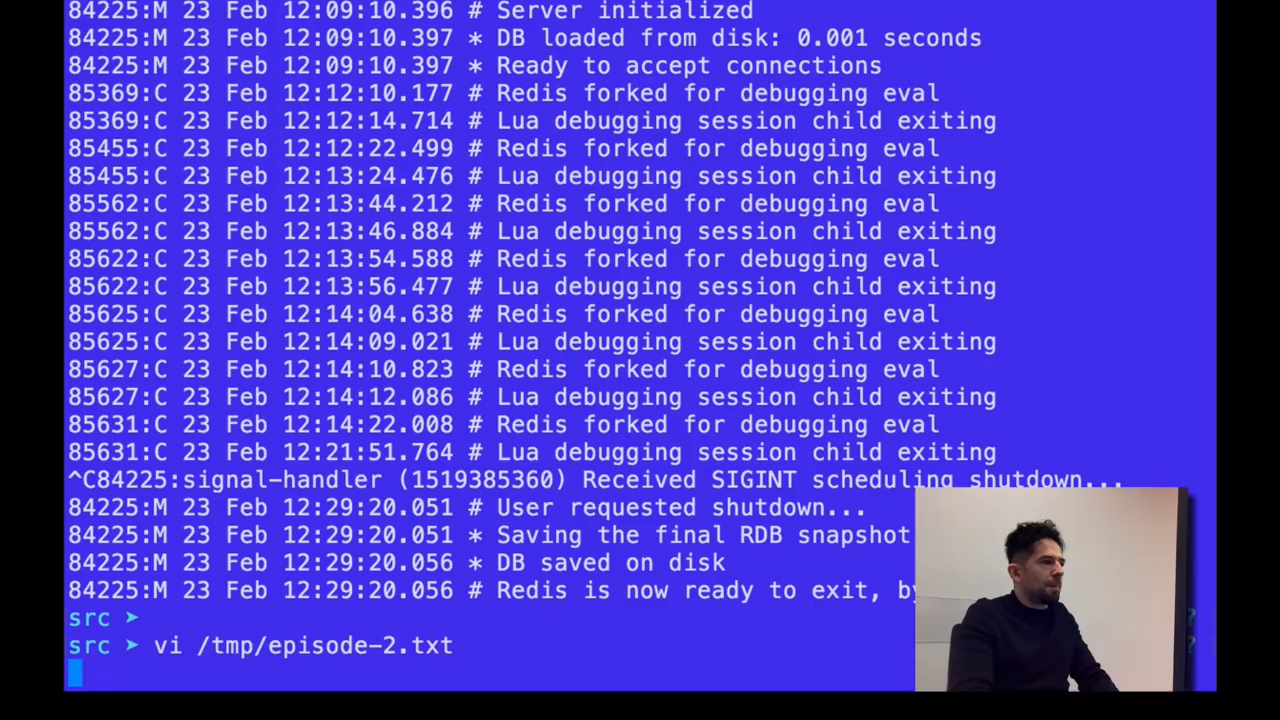 84225:M 23 Feb 12:09:10.396 # Server initialized
84225:M 23 Feb 12:09:10.397 * DB loaded from disk: 0.001 seconds
84225:M 23 Feb 12:09:10.397 * Ready to accept connections
85369:C 23 Feb 12:12:10.177 # Redis forked for debugging eval
85369:C 23 Feb 12:12:14.714 # Lua debugging session child exiting
85455:C 23 Feb 12:12:22.499 # Redis forked for debugging eval
85455:C 23 Feb 12:13:24.476 # Lua debugging session child exiting
85562:C 23 Feb 12:13:44.212 # Redis forked for debugging eval
85562:C 23 Feb 12:13:46.884 # Lua debugging session child exiting
85622:C 23 Feb 12:13:54.588 # Redis forked for debugging eval
85622:C 23 Feb 12:13:56.477 # Lua debugging session child exiting
85625:C 23 Feb 12:14:04.638 # Redis forked for debugging eval
85625:C 23 Feb 12:14:09.021 # Lua debugging session child exiting
85627:C 23 Feb 12:14:10.823 # Redis forked for debugging eval
85627:C 23 Feb 12:14:12.086 # Lua debugging session child exiting
85631:C 23 Feb 12:14:22.008 # Redis forked for debugging eval
85631:C 23 Feb 12:21:51.764 # Lua debugging session child exiting
^C84225:signal-handler (1519385360) Received SIGINT scheduling shutdown...
84225:M 23 Feb 12:29:20.051 # User requested shutdown...
84225:M 23 Feb 12:29:20.051 * Saving the final RDB snapshot
84225:M 23 Feb 12:29:20.056 * DB saved on disk
84225:M 23 Feb 12:29:20.056 # Redis is now ready to exit, by
src ➤ ?
src ➤ vi /tmp/episode-2.txt ?